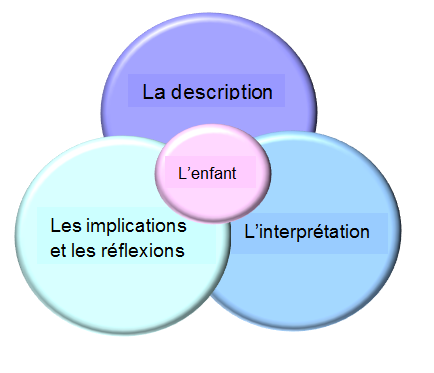 La description
L'enfant
Les implications
et les réflexions
L'interprétation